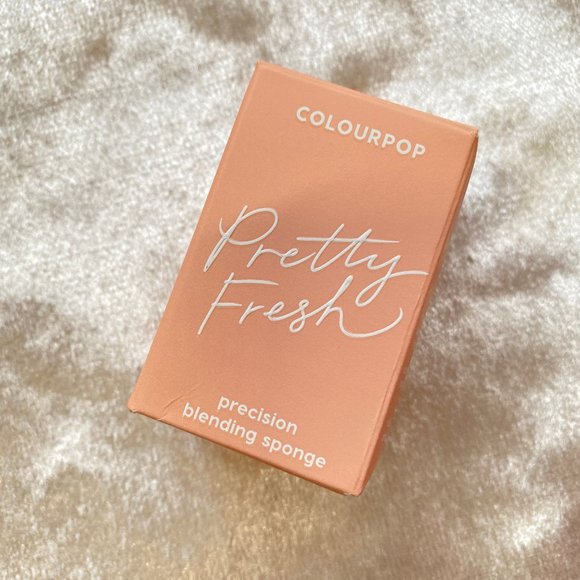 COLOURPOP
Pretty
Fresh
precision
blending sponge